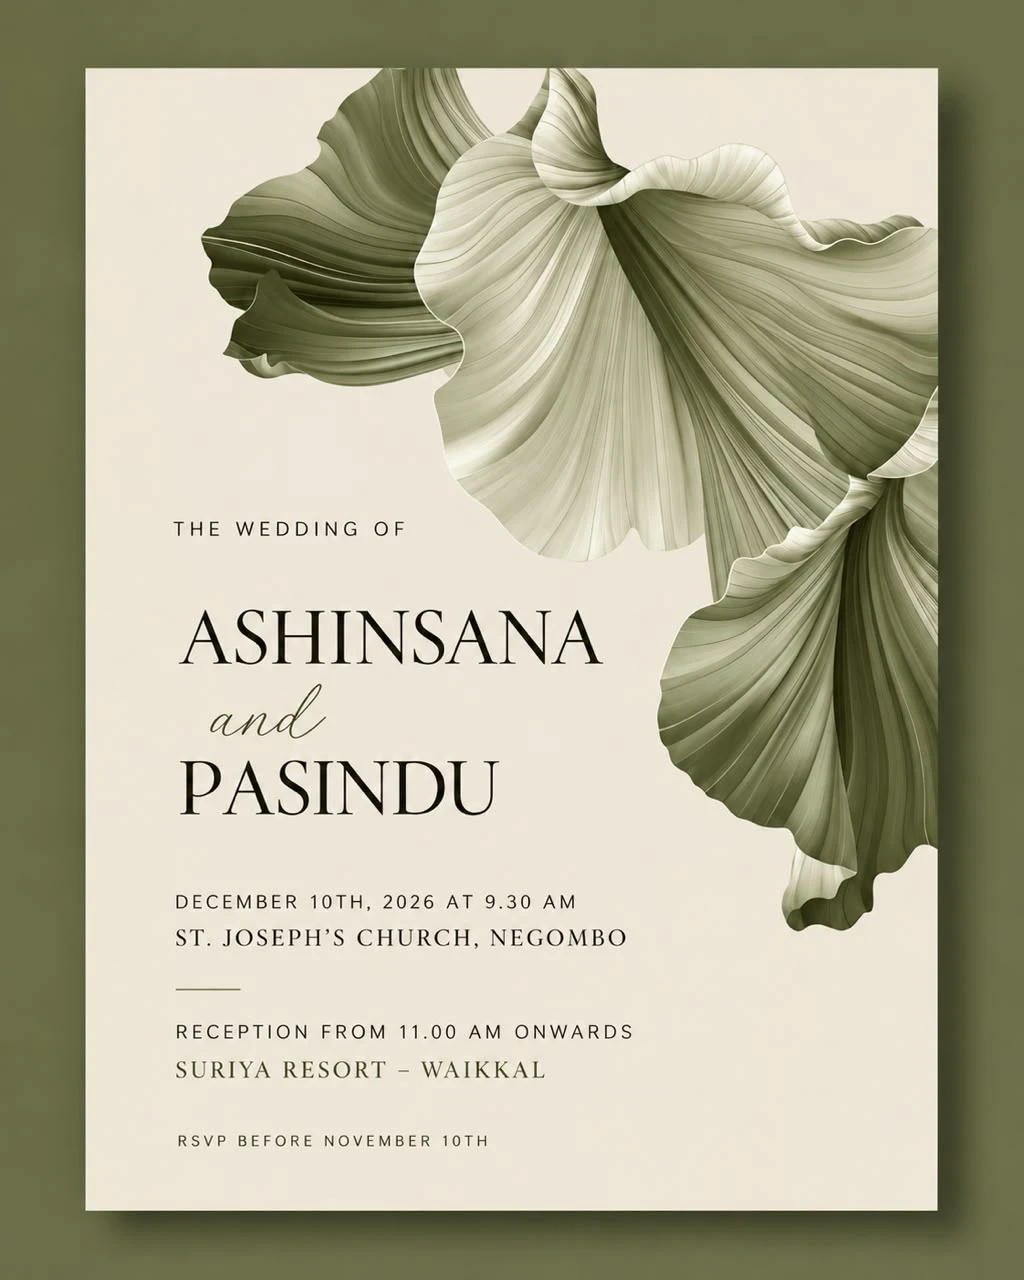 THE WEDDING OF
ASHINSANA
and
PASINDU
DECEMBER 10TH, 2026 AT 9.30 AM
ST. JOSEPH’S CHURCH, NEGOMBO
RECEPTION FROM 11.00 AM ONWARDS
SURIYA RESORT – WAIKKAL
RSVP BEFORE NOVEMBER 10TH